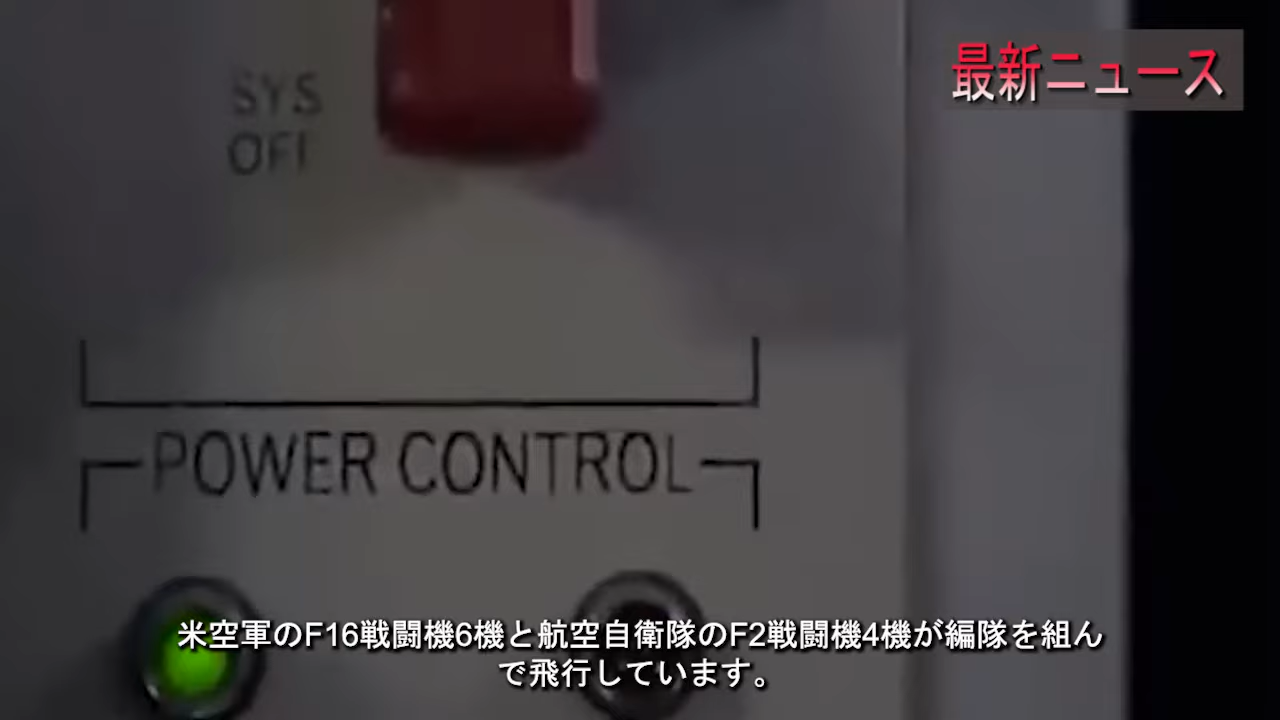 最新ニュース
SYS
OFF
POWER CONTROL
米空軍のF16戦闘機6機と航空自衛隊のF2戦闘機4機が編隊を組ん
で飛行しています。